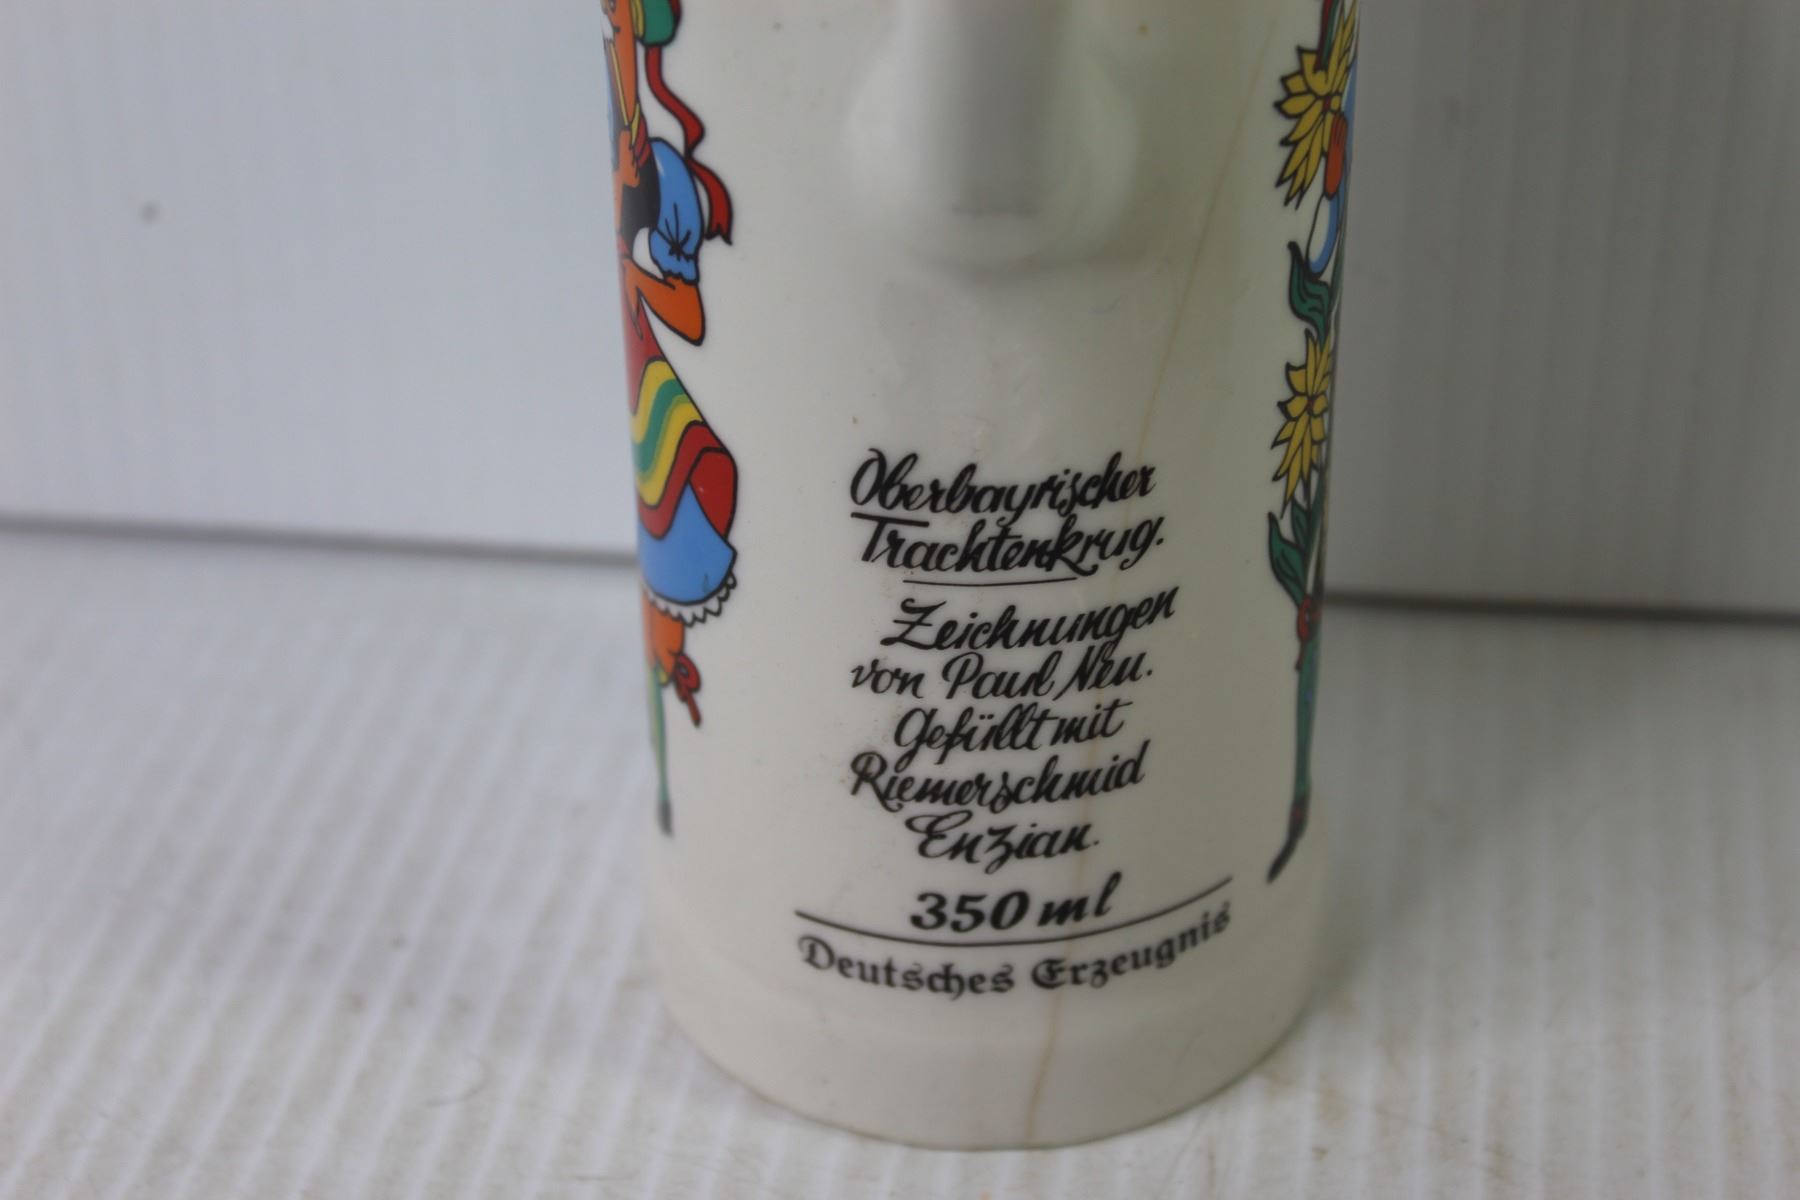 Oberbayrischer
Trachtenkrug.
Zeichnungen
von Paul Neu.
Gefüllt mit
Riemerschmid
Enzian.
350 ml
Deutsches Erzeugnis